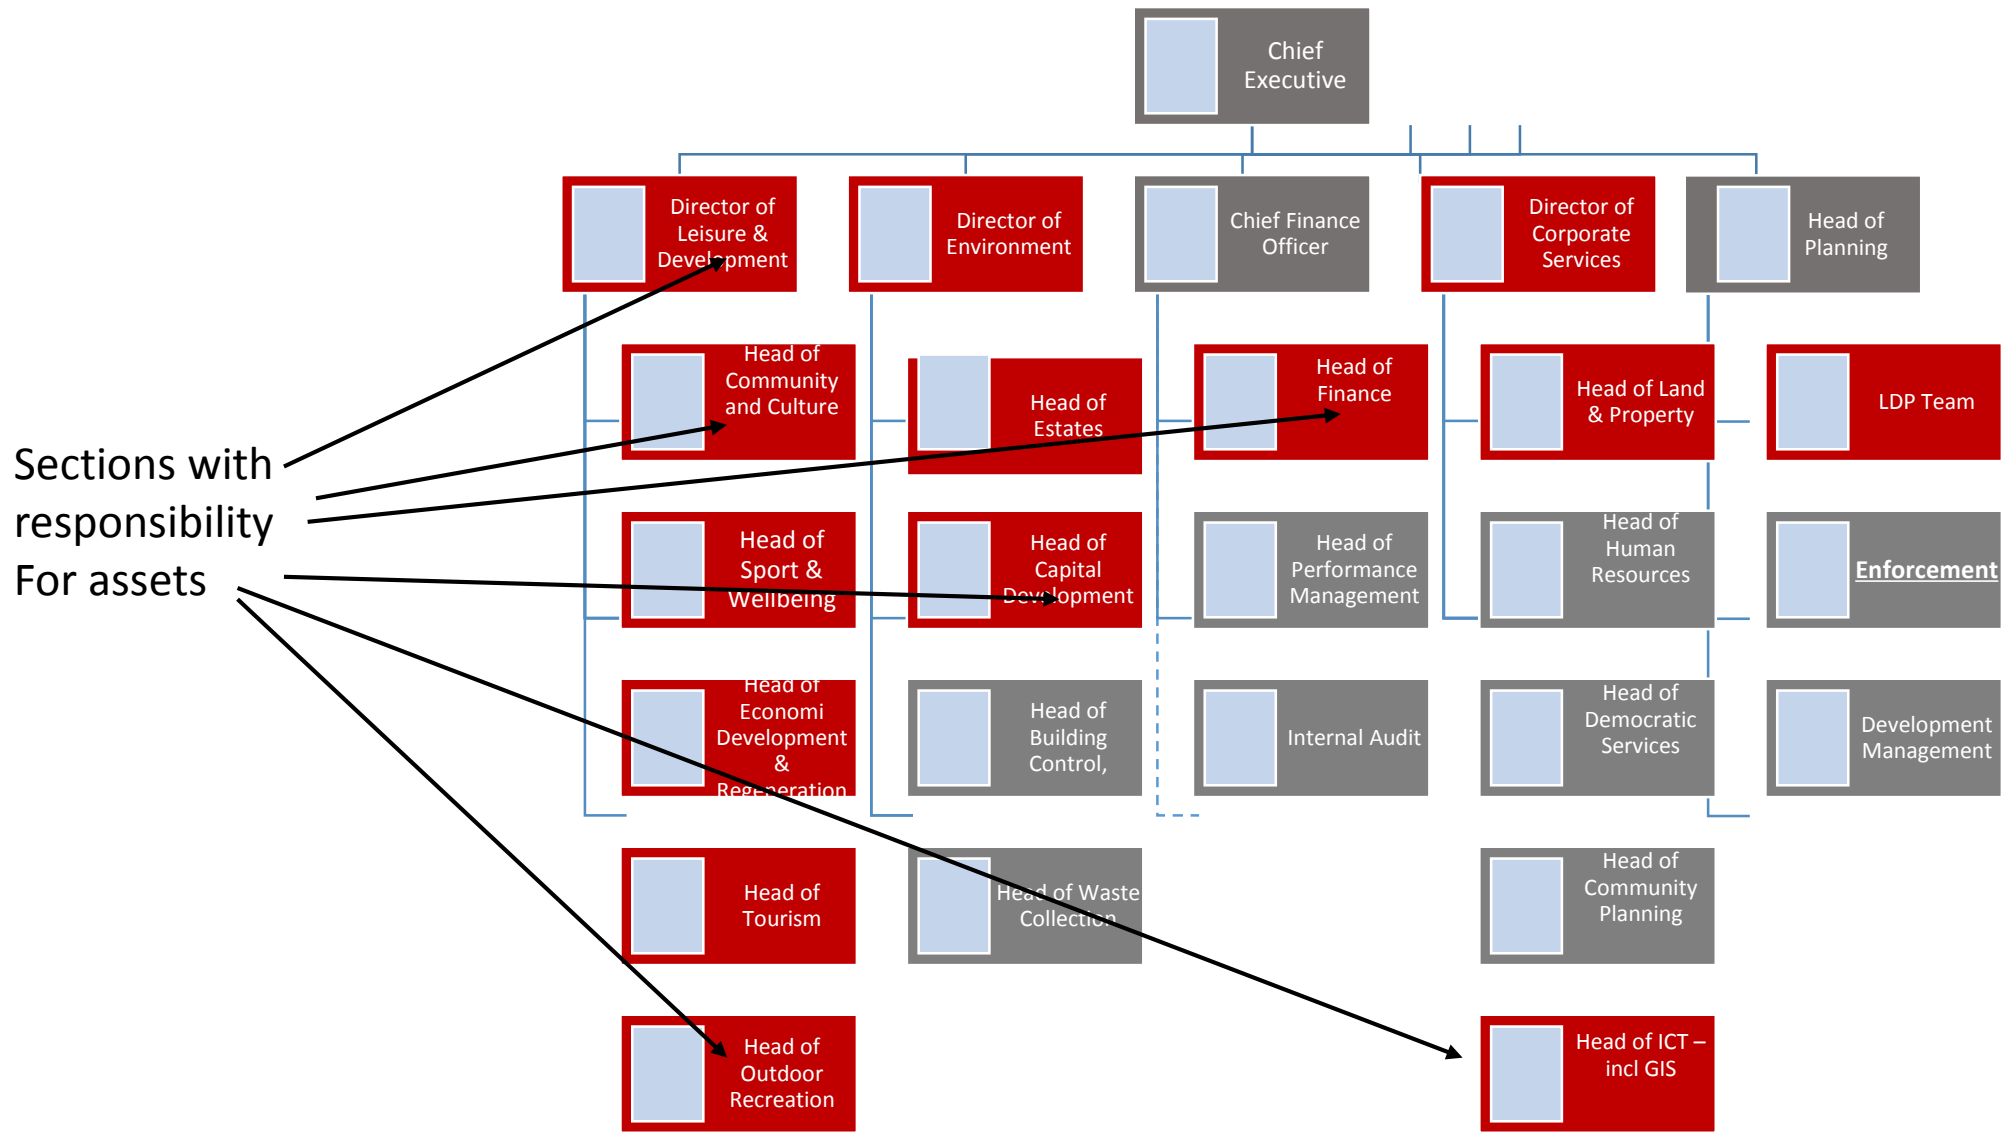 Chief
Executive
Director of
Leisure &
Development
Director of
Environment
Chief Finance
Officer
Director of
Corporate
Services
Head of
Planning
Head of
Community
and Culture
Head of
Estates
Head of
Finance
Head of Land
& Property
LDP Team
Sections with
responsibility
For assets
Head of
Sport &
Wellbeing
Head of
Capital
Development
Head of
Performance
Management
Head of
Human
Resources
Enforcement
Head of
Economi
Development
&
Regeneration
Head of
Building
Control,
Internal Audit
Head of
Democratic
Services
Development
Management
Head of
Tourism
Head of Waste
Collection
Head of
Community
Planning
Head of
Outdoor
Recreation
Head of ICT –
incl GIS